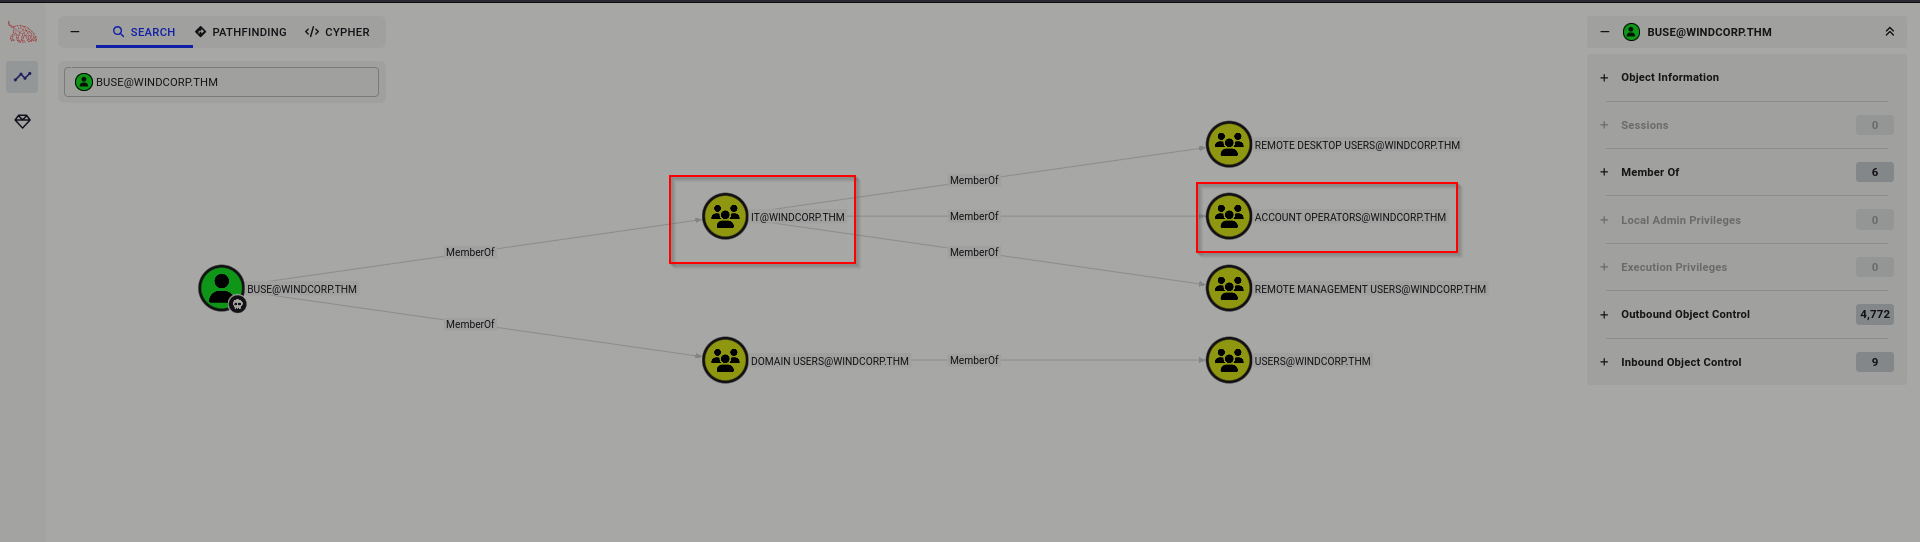 SEARCH
PATHFINDING
</> CYPHER
BUSE@WINDCORP.THM
BUSE@WINDCORP.THM
MemberOf
MemberOf
IT@WINDCORP.THM
DOMAIN USERS@WINDCORP.THM
MemberOf
MemberOf
MemberOf
MemberOf
REMOTE DESKTOP USERS@WINDCORP.THM
ACCOUNT OPERATORS@WINDCORP.THM
REMOTE MANAGEMENT USERS@WINDCORP.THM
USERS@WINDCORP.THM
BUSE@WINDCORP.THM
Object Information
Sessions 0
Member Of 6
Local Admin Privileges 0
Execution Privileges 0
Outbound Object Control 4,772
Inbound Object Control 9